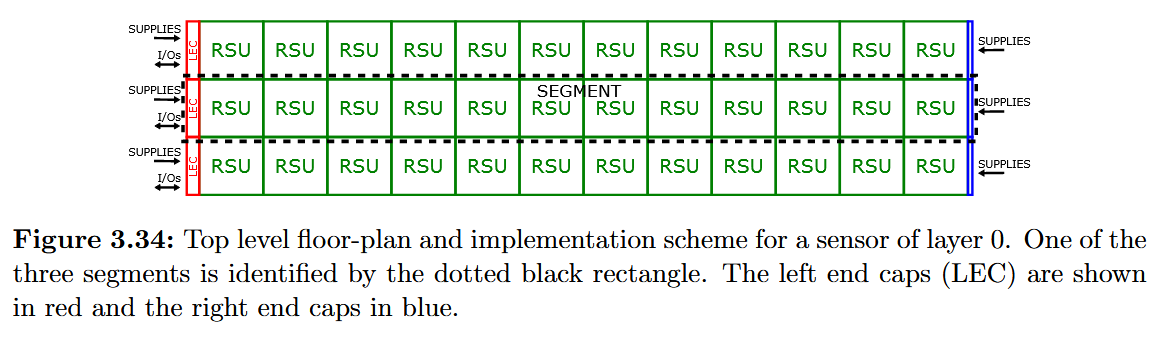 SUPPLIES
I/Os
LEC RSU RSU RSU RSU RSU RSU RSU RSU RSU RSU RSU RSU
SUPPLIES
SEGMENT
SUPPLIES
I/Os
LEC RSU RSU RSU RSU RSU RSU RSU RSU RSU RSU RSU RSU
SUPPLIES
SUPPLIES
I/Os
LEC RSU RSU RSU RSU RSU RSU RSU RSU RSU RSU RSU RSU
SUPPLIES
Figure 3.34: Top level floor-plan and implementation scheme for a sensor of layer 0. One of the
three segments is identified by the dotted black rectangle. The left end caps (LEC) are shown
in red and the right end caps in blue.